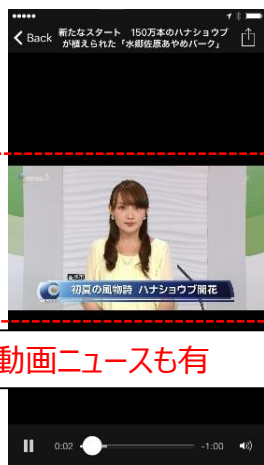 Back
新たなスタート 150万本のハナショウブ
が植えられた「水郷佐原あやめパーク」
初夏の風物詩 ハナショウブ開花
動画ニュースも有
0:02
-1:00